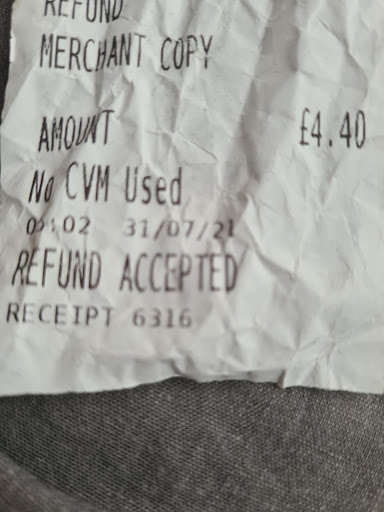 REFUND
MERCHANT COPY
AMOUNT £4.40
No CVM Used
31/07/21
REFUND ACCEPTED
RECEIPT 6316